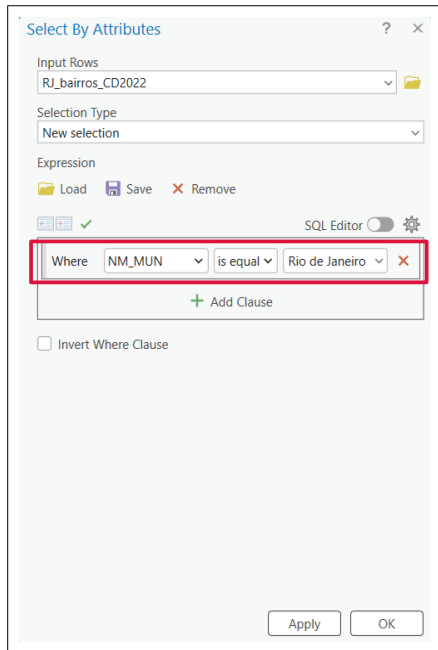 Select By Attributes
Input Rows
RJ_bairros_CD2022
Selection Type
New selection
Expression
Load Save Remove
SQL Editor
Where NM_MUN is equal Rio de Janeiro
Add Clause
Invert Where Clause
Apply OK